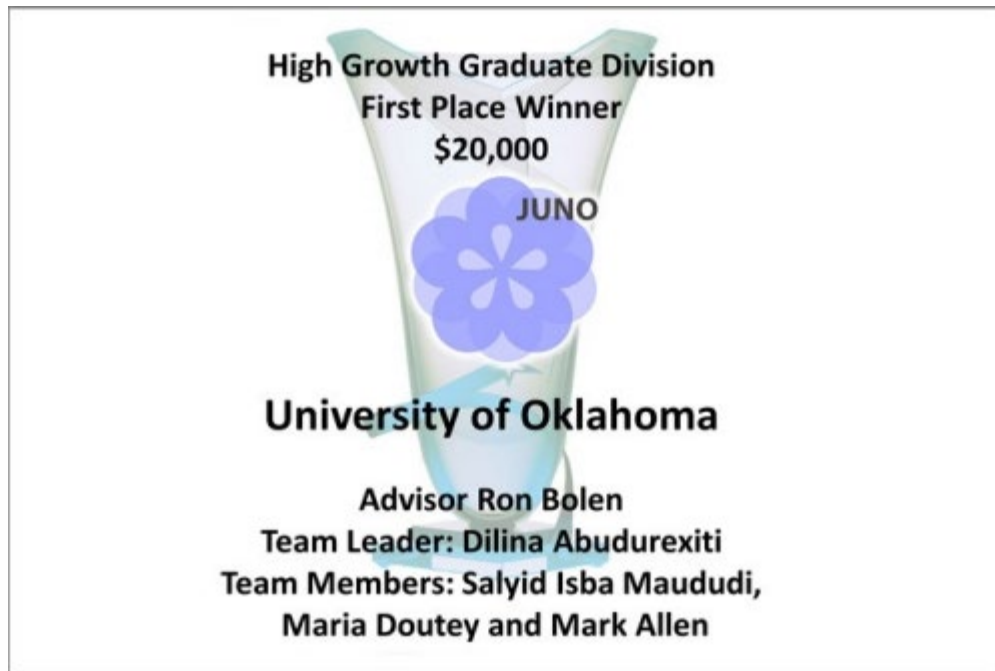 High Growth Graduate Division
First Place Winner
$20,000
JUNO
University of Oklahoma
Advisor Ron Bolen
Team Leader: Dilina Abudurexiti
Team Members: Salyid Isba Maududi,
Maria Doutey and Mark Allen